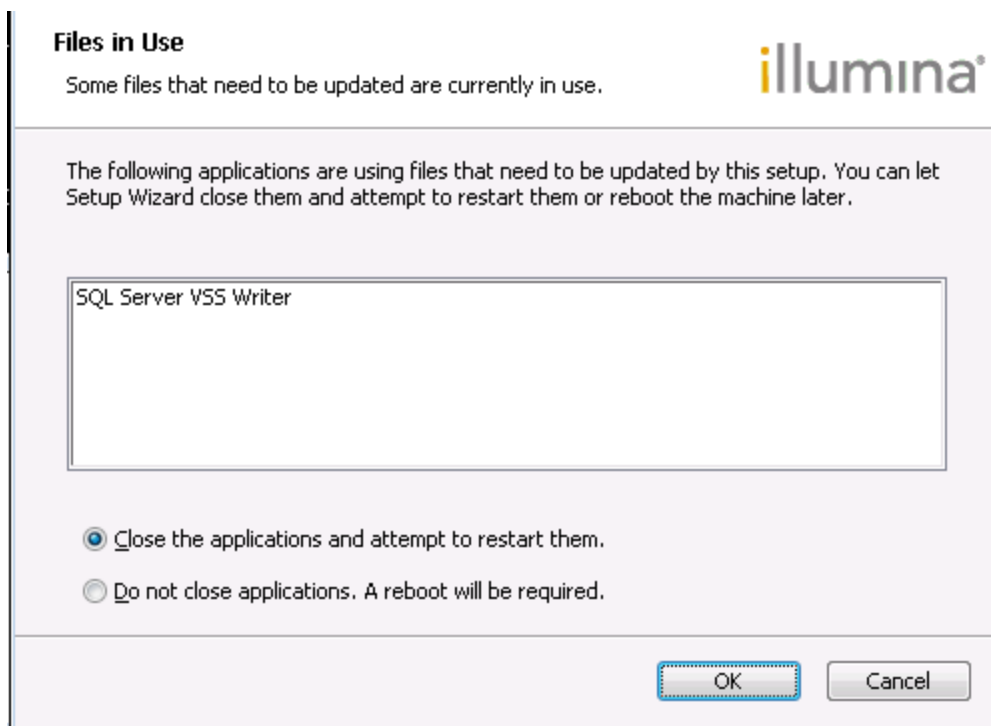 Files in Use
illumina®
Some files that need to be updated are currently in use.
The following applications are using files that need to be updated by this setup. You can let
Setup Wizard close them and attempt to restart them or reboot the machine later.
SQL Server VSS Writer
Close the applications and attempt to restart them.
Do not close applications. A reboot will be required.
OK
Cancel